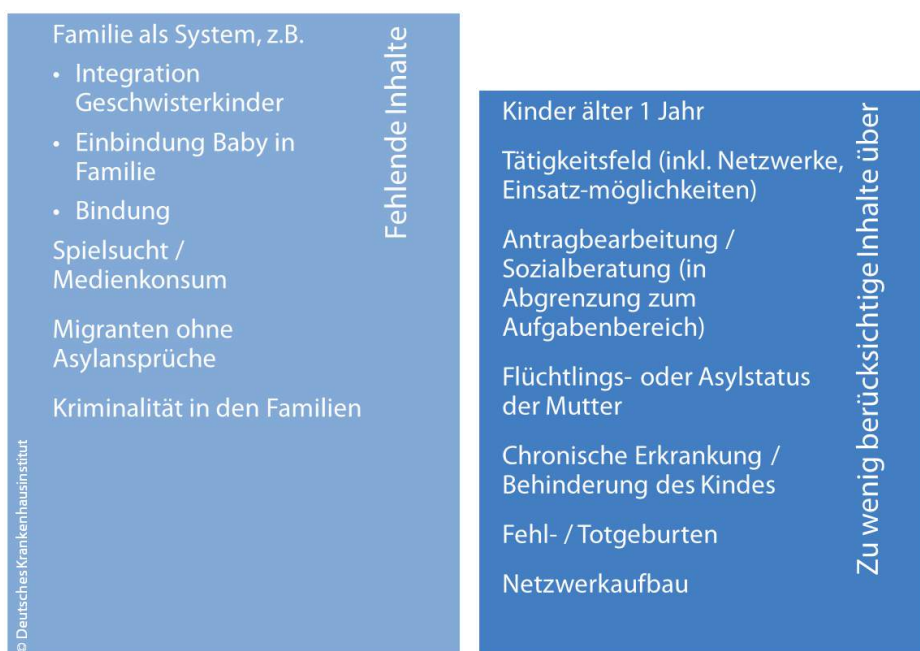 Familie als System, z.B.
• Integration
Geschwisterkinder
• Einbindung Baby in
Familie
• Bindung
Spielsucht /
Medienkonsum
Migranten ohne
Asylansprüche
Kriminalität in den Familien
Fehlende Inhalte
© Deutsches Krankenhausinstitut
Kinder älter 1 Jahr
Tätigkeitsfeld (inkl. Netzwerke,
Einsatz-möglichkeiten)
Antragbearbeitung /
Sozialberatung (in
Abgrenzung zum
Aufgabenbereich)
Flüchtlings- oder Asylstatus
der Mutter
Chronische Erkrankung /
Behinderung des Kindes
Fehl- / Totgeburten
Netzwerkaufbau
Zu wenig berücksichtige Inhalte über